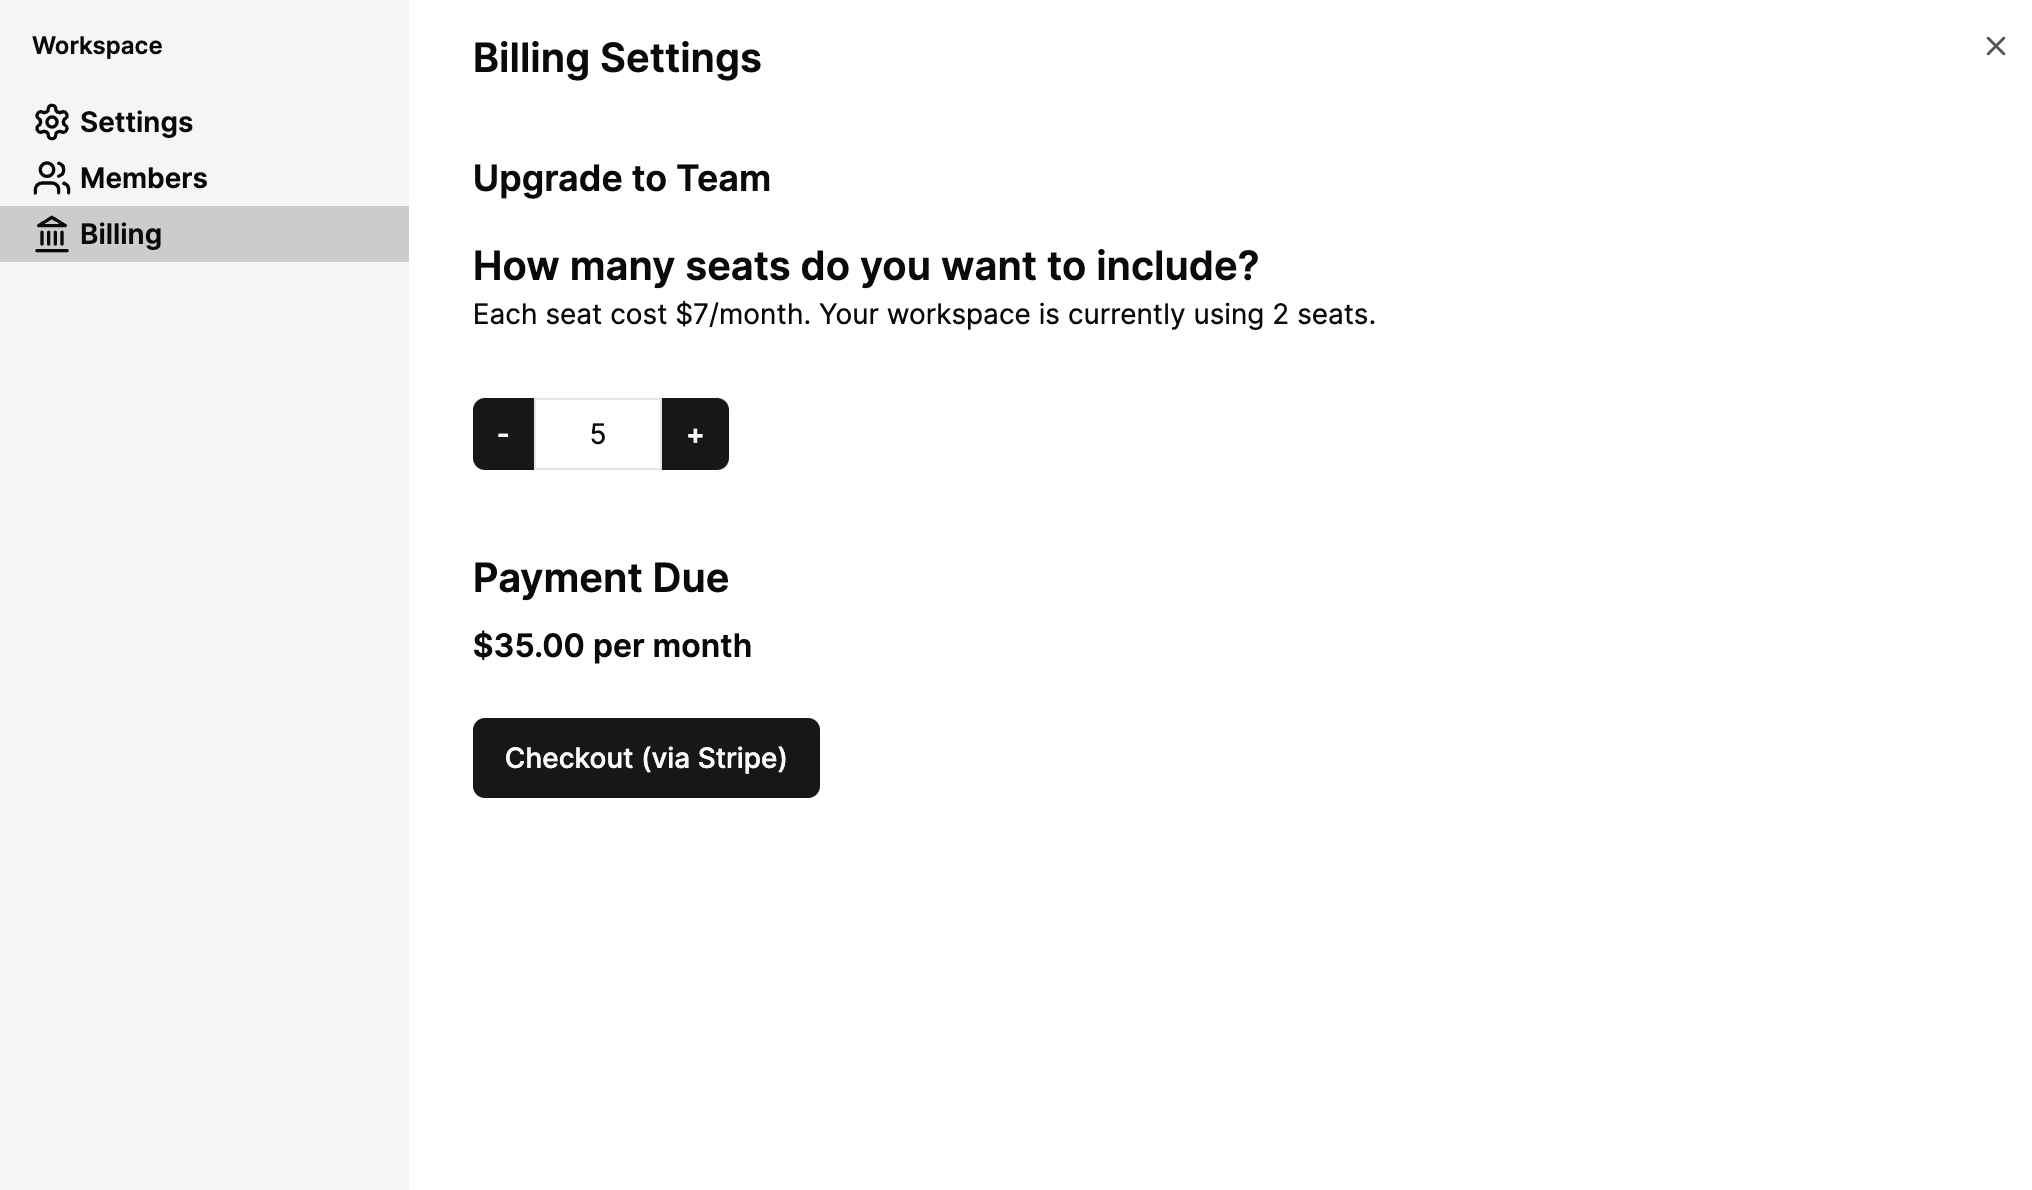 Workspace
Settings
Members
Billing
Billing Settings
Upgrade to Team
How many seats do you want to include?
Each seat cost $7/month. Your workspace is currently using 2 seats.
- 5 +
Payment Due
$35.00 per month
Checkout (via Stripe)